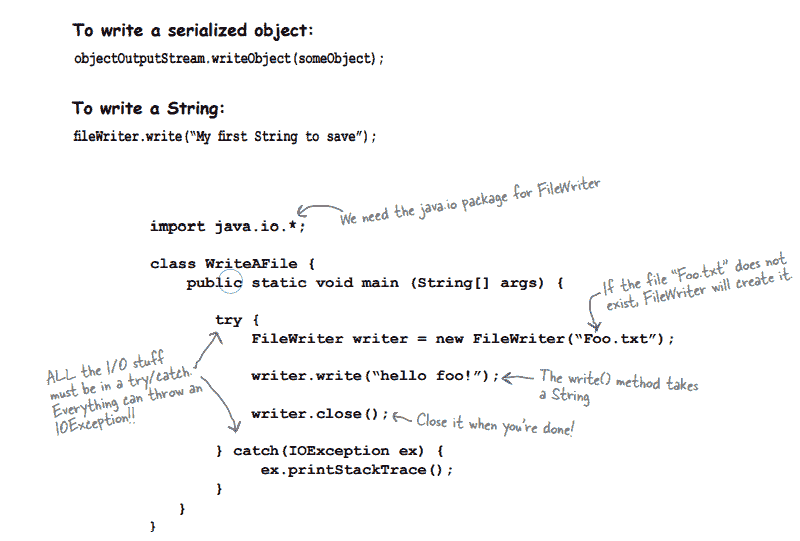 To write a serialized object:
objectOutputStream.writeObject(someObject);
To write a String:
fileWriter.write(“My first String to save”);
We need the java.io package for FileWriter
import java.io.*;
class WriteAFile {
public static void main (String[] args) {
If the file “Foo.txt” does not
exist, FileWriter will create it.
try {
FileWriter writer = new FileWriter(“Foo.txt”);
ALL the I/O stuff
must be in a try/catch.
Everything can throw an
IOException!!
writer.write(“hello foo!”);
The write() method takes
a String
writer.close();
Close it when you’re done!
} catch(IOException ex) {
ex.printStackTrace();
}
}
}